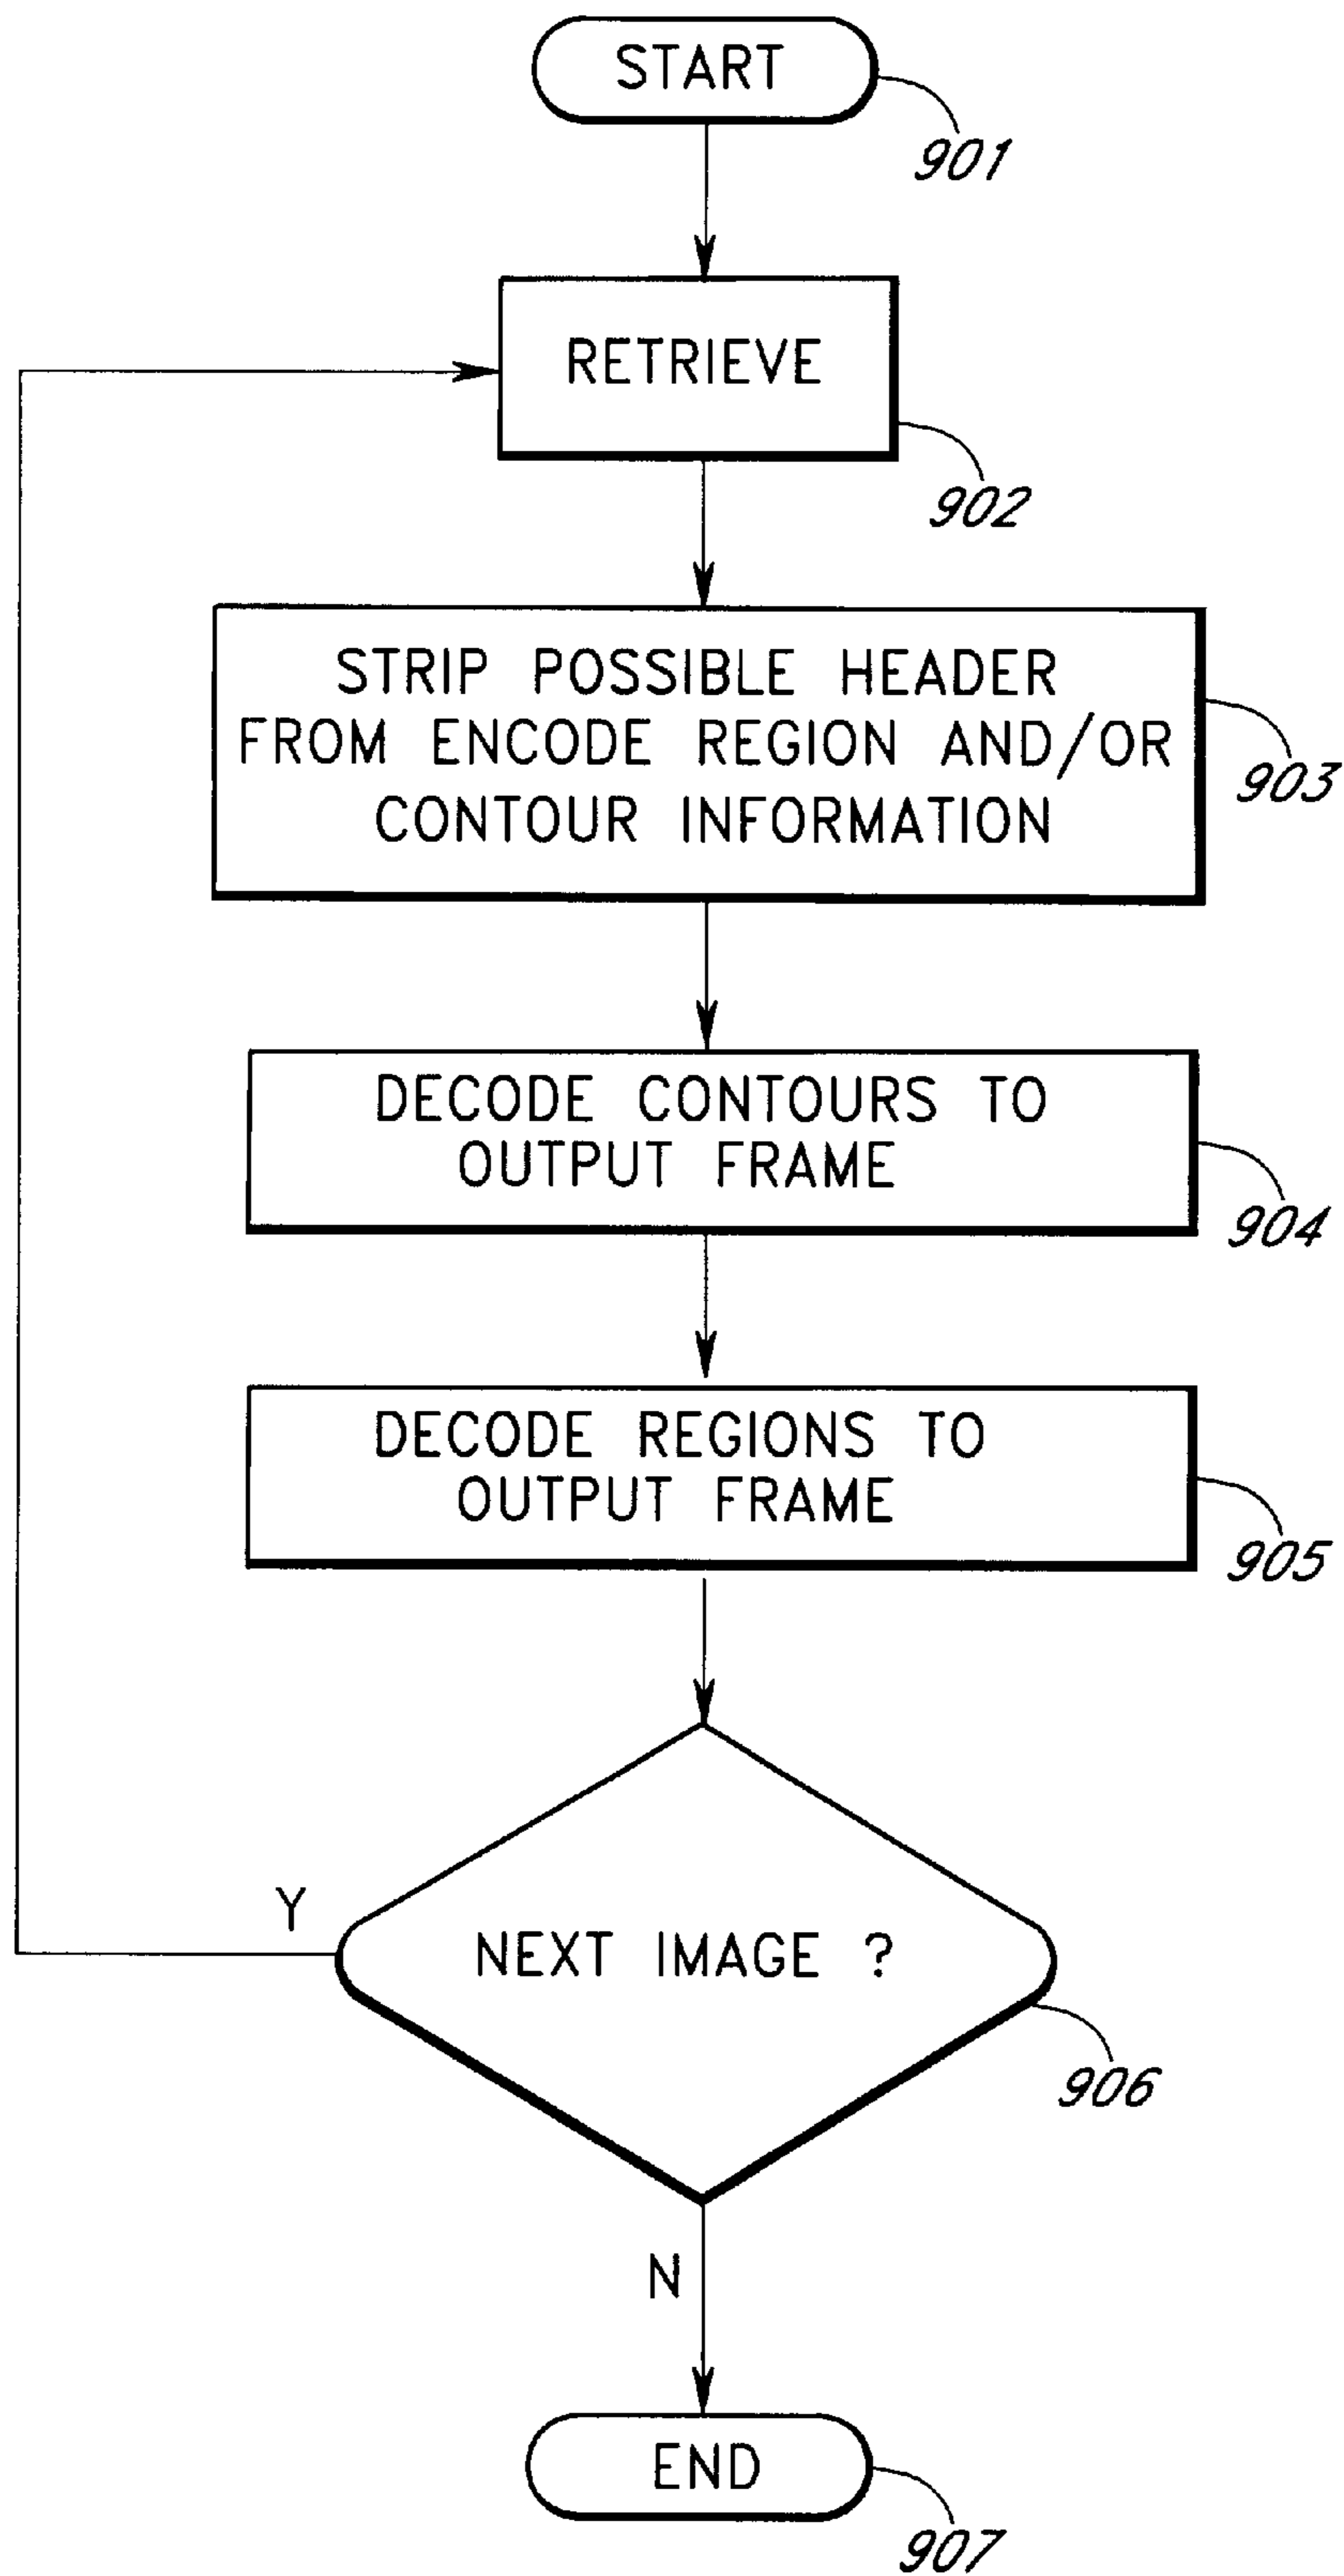 START
901
RETRIEVE
902
STRIP POSSIBLE HEADER
FROM ENCODE REGION AND/OR
CONTOUR INFORMATION
903
DECODE CONTOURS TO
OUTPUT FRAME
904
DECODE REGIONS TO
OUTPUT FRAME
905
Y
NEXT IMAGE ?
906
N
END
907